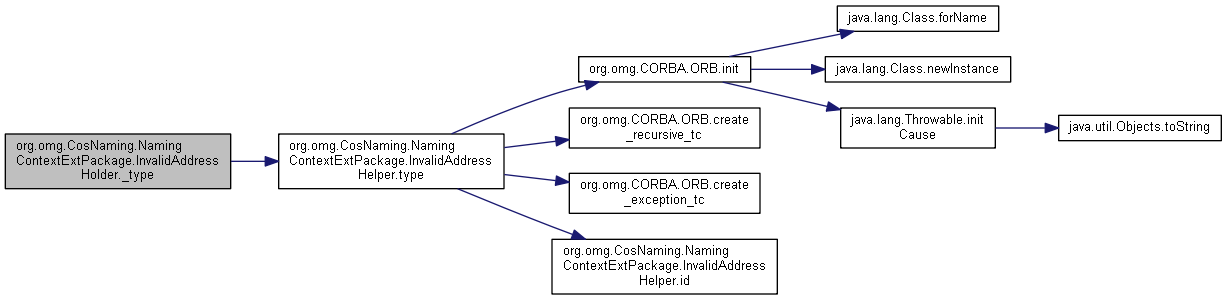 java.lang.Class.forName
org.omg.CORBA.ORB.init
java.lang.Class.newInstance
org.omg.CORBA.ORB.create
_recursive_tc
java.lang.Throwable.init
Cause
java.util.Objects.toString
org.omg.CosNaming.Naming
ContextExtPackage.InvalidAddress
Holder._type
org.omg.CosNaming.Naming
ContextExtPackage.InvalidAddress
Helper.type
org.omg.CORBA.ORB.create
_exception_tc
org.omg.CosNaming.Naming
ContextExtPackage.InvalidAddress
Helper.id